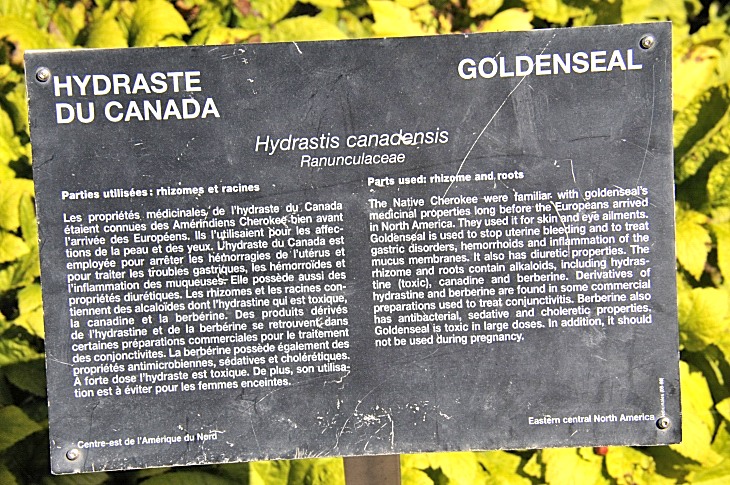 HYDRASTE
DU CANADA
GOLDENSEAL
Hydrastis canadensis
Ranunculaceae
Parties utilisées : rhizomes et racines
Les propriétés médicinales de l'hydraste du Canada
étaient connues des Amérindiens Cherokee bien avant
l'arrivée des Européens. Ils l'utilisaient pour les affec-
tions de la peau et des yeux. L'hydraste du Canada est
employée pour arrêter les hémorragies de l'utérus et
pour traiter les troubles gastriques, les hémorroïdes et
l'inflammation des muqueuses. Elle possède aussi des
propriétés diurétiques. Les rhizomes et les racines con-
tiennent des alcaloïdes dont l'hydrastine qui est toxique,
la canadine et la berbérine. Des produits dérivés
de l'hydrastine et de la berbérine se retrouvent dans
certaines préparations commerciales pour le traitement
des conjonctivites. La berbérine possède également des
propriétés antimicrobiennes, sédatives et cholérétiques.
À forte dose l'hydraste est toxique. De plus, son utilisa-
tion est à éviter pour les femmes enceintes.
Centre-est de l'Amérique du Nord
Parts used: rhizome and roots
The Native Cherokee were familiar with goldenseal's
medicinal properties long before the Europeans arrived
in North America. They used it for skin and eye ailments.
Goldenseal is used to stop uterine bleeding and to treat
gastric disorders, hemorrhoids and inflammation of the
mucus membranes. It also has diuretic properties. The
rhizome and roots contain alkaloids, including hydras-
tine (toxic), canadine and berberine. Derivatives of
hydrastine and berberine are found in some commercial
preparations used to treat conjunctivitis. Berberine also
has antibacterial, sedative and choleretic properties.
Goldenseal is toxic in large doses. In addition, it should
not be used during pregnancy.
Eastern central North America